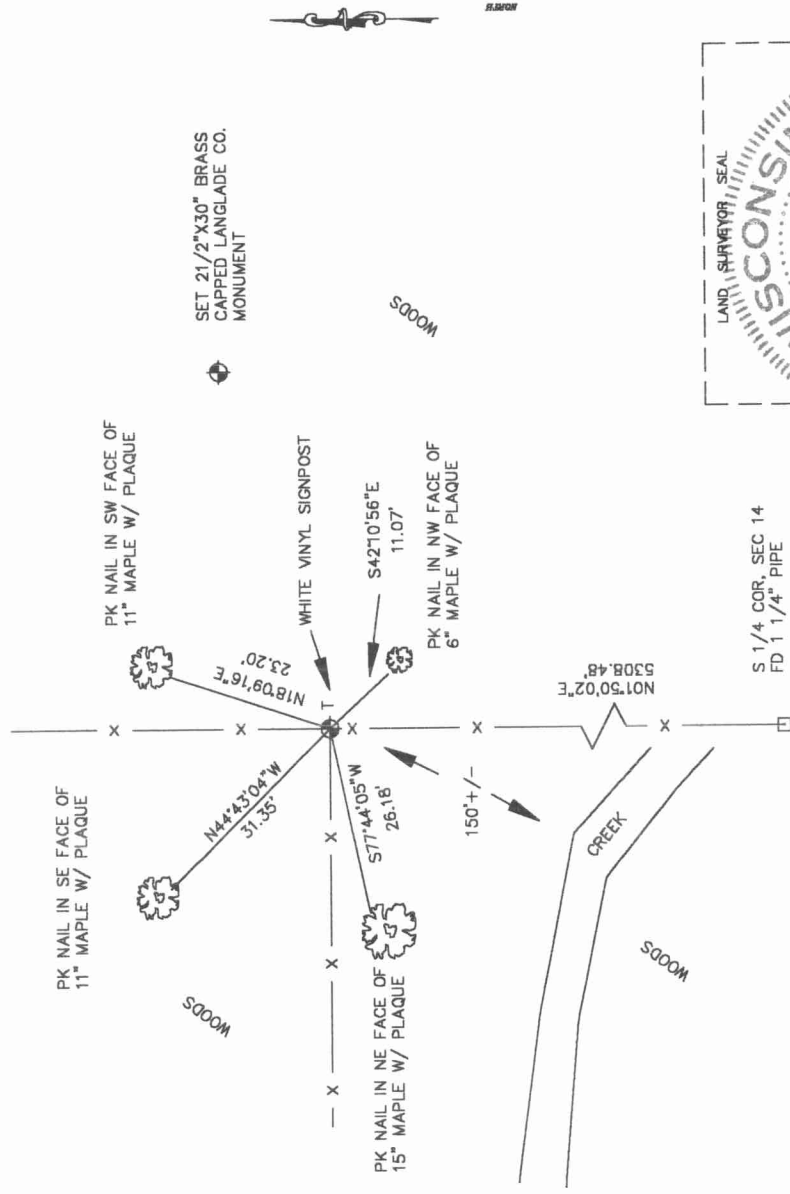 NORTH
SET 21/2"X30" BRASS
CAPPED LANGLADE CO.
MONUMENT
PK NAIL IN SW FACE OF
11" MAPLE W/ PLAQUE
PK NAIL IN SE FACE OF
11" MAPLE W/ PLAQUE
WOODS
WHITE VINYL SIGNPOST
N18°09'16"E
23.20'
N44°43'04"W
31.35'
T
S42°10'56"E
11.07'
PK NAIL IN NW FACE OF
6" MAPLE W/ PLAQUE
S77°44'05"W
26.18'
X
X
X
X
X
X
X
X
PK NAIL IN NE FACE OF
15" MAPLE W/ PLAQUE
150'+/-
N01°50'02"E
5308.48'
CREEK
WOODS
WOODS
S 1/4 COR, SEC 14
FD 1 1/4" PIPE
LAND SURVEYOR SEAL